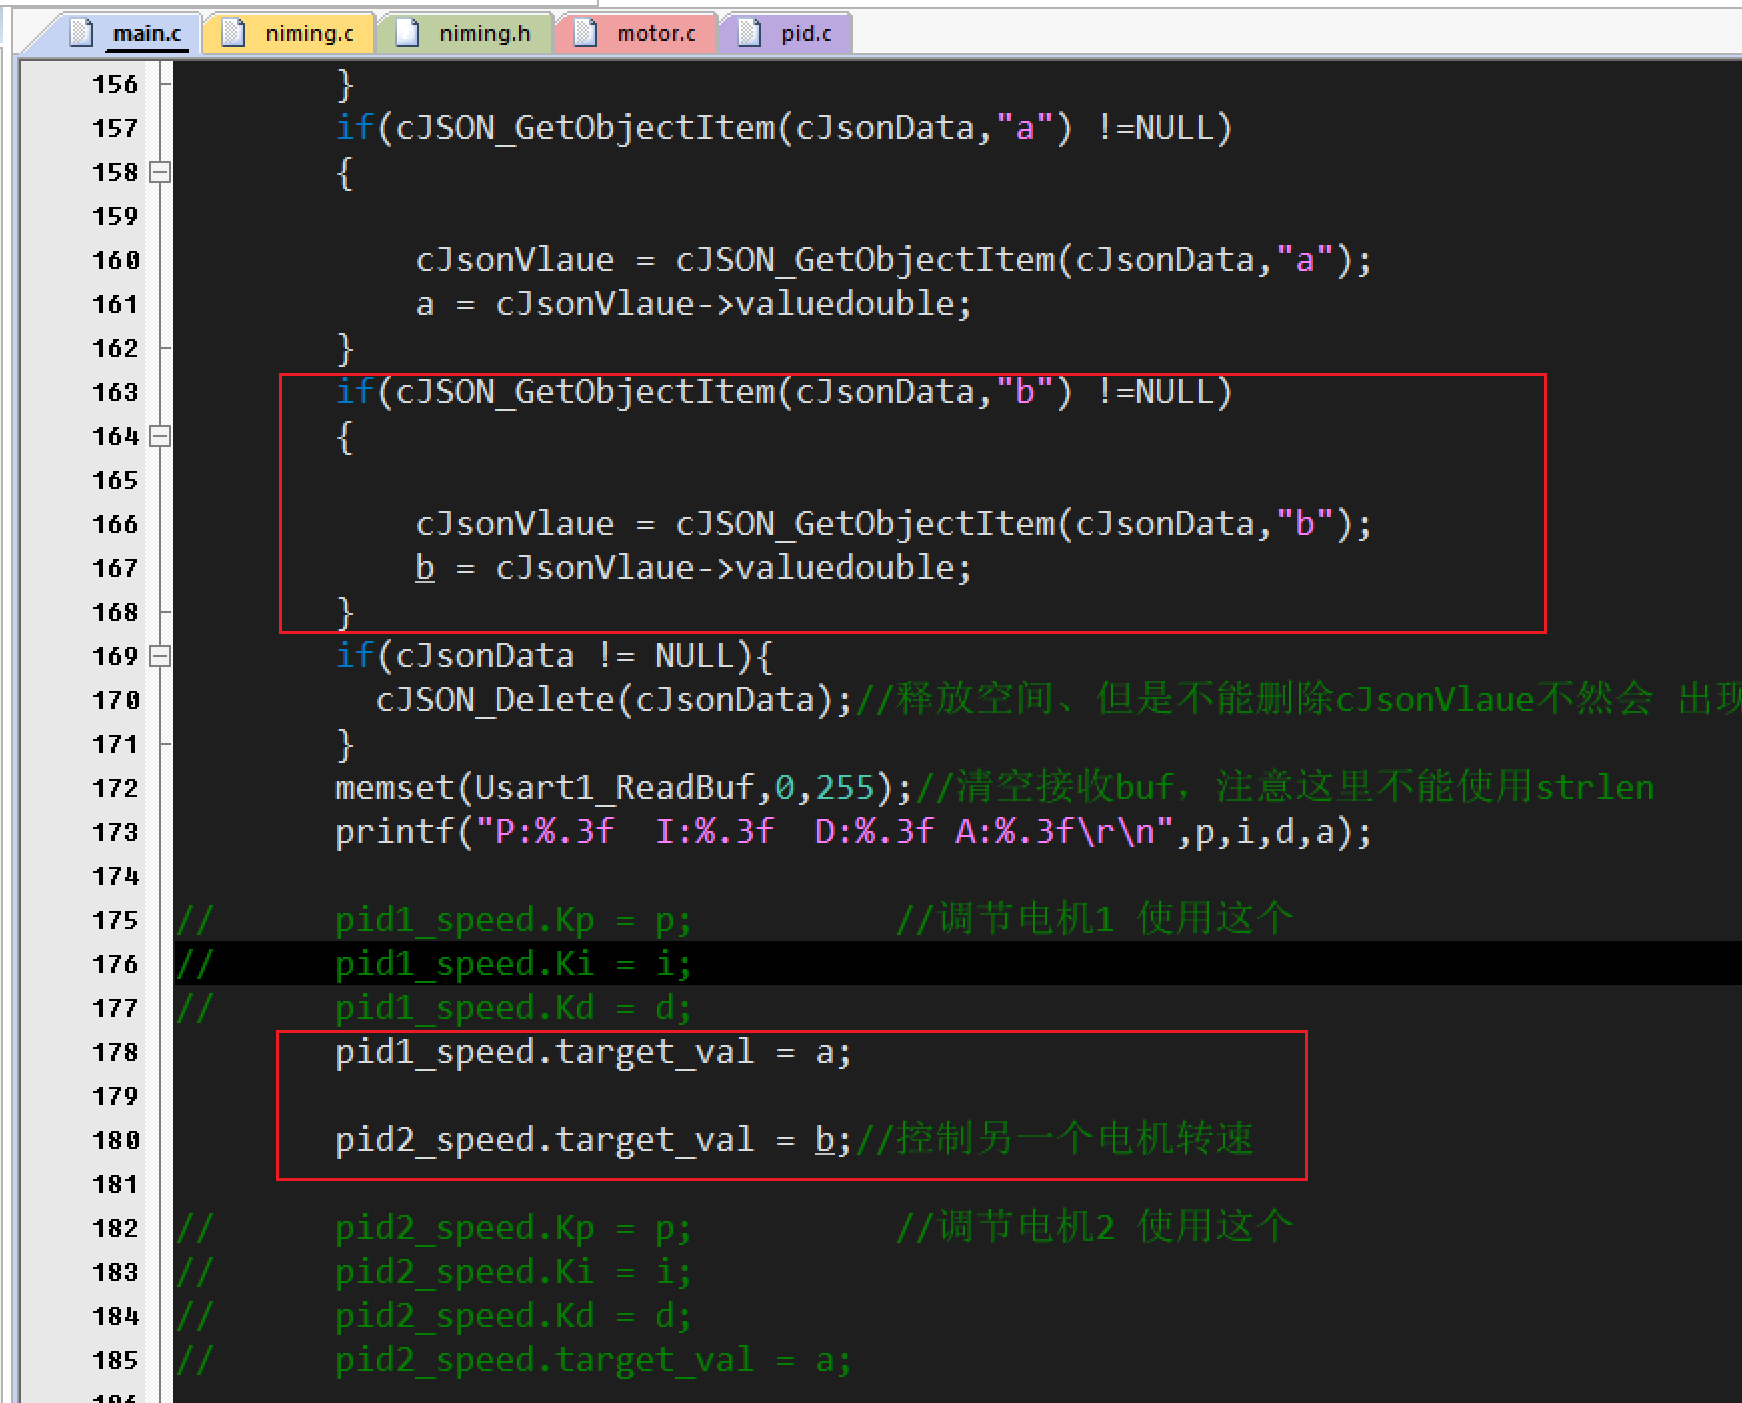 main.c niming.c niming.h motor.c pid.c
156 }
157 if(cJSON_GetObjectItem(cJsonData,"a") !=NULL)
158 {
159
160 cJsonVlaue = cJSON_GetObjectItem(cJsonData,"a");
161 a = cJsonVlaue->valuedouble;
162 }
163 if(cJSON_GetObjectItem(cJsonData,"b") !=NULL)
164 {
165
166 cJsonVlaue = cJSON_GetObjectItem(cJsonData,"b");
167 b = cJsonVlaue->valuedouble;
168 }
169 if(cJsonData != NULL){
170 cJSON_Delete(cJsonData);//释放空间、但是不能删除cJsonVlaue不然会 出现
171 }
172 memset(Usart1_ReadBuf,0,255);//清空接收buf，注意这里不能使用strlen
173 printf("P:%.3f  I:%.3f  D:%.3f A:%.3f\r\n",p,i,d,a);
174
175 // pid1_speed.Kp = p; //调节电机1 使用这个
176 // pid1_speed.Ki = i;
177 // pid1_speed.Kd = d;
178 pid1_speed.target_val = a;
179
180 pid2_speed.target_val = b;//控制另一个电机转速
181
182 // pid2_speed.Kp = p; //调节电机2 使用这个
183 // pid2_speed.Ki = i;
184 // pid2_speed.Kd = d;
185 // pid2_speed.target_val = a;